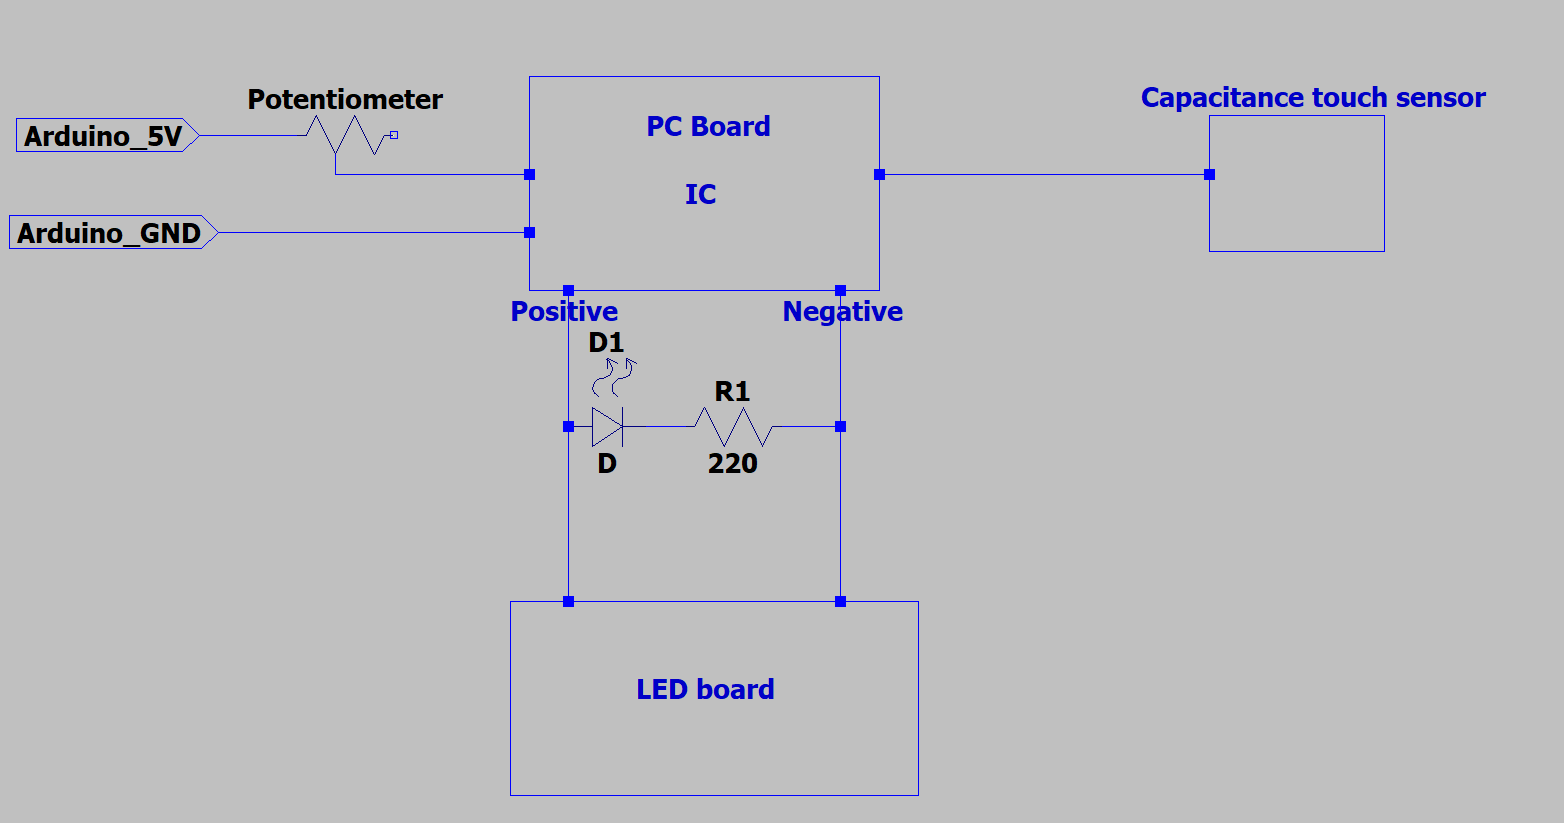 Potentiometer
Arduino_5V
Arduino_GND
PC Board
IC
Capacitance touch sensor
Positive
Negative
D1
D
R1
220
LED board